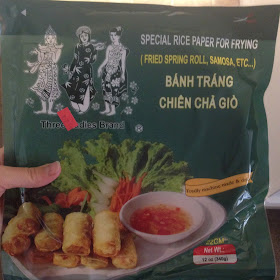 SPECIAL RICE PAPER FOR FRYING
( FRIED SPRING ROLL, SAMOSA, ETC...)
BÁNH TRÁNG
CHIÊN CHẢ GIÒ
Three Ladies Brand ®
22CM
Net Wt.:
12 oz (340g)